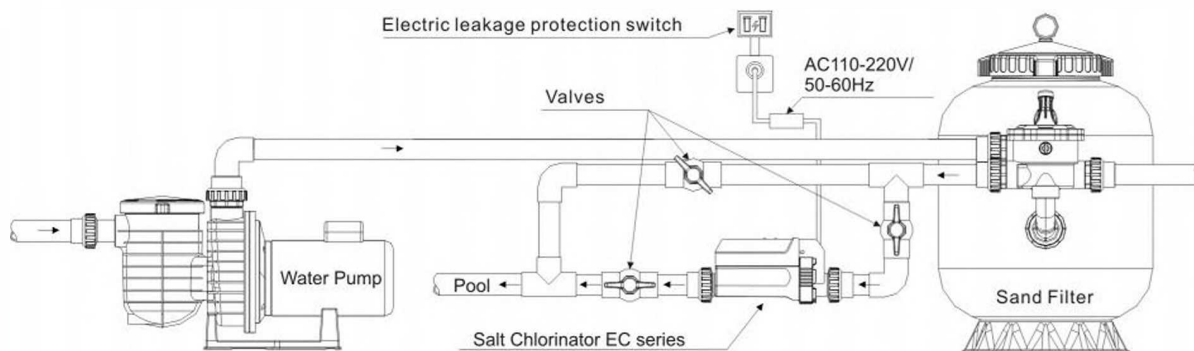 Electric leakage protection switch
AC110-220V/
50-60Hz
Valves
Water Pump
Pool
Sand Filter
Salt Chlorinator EC series